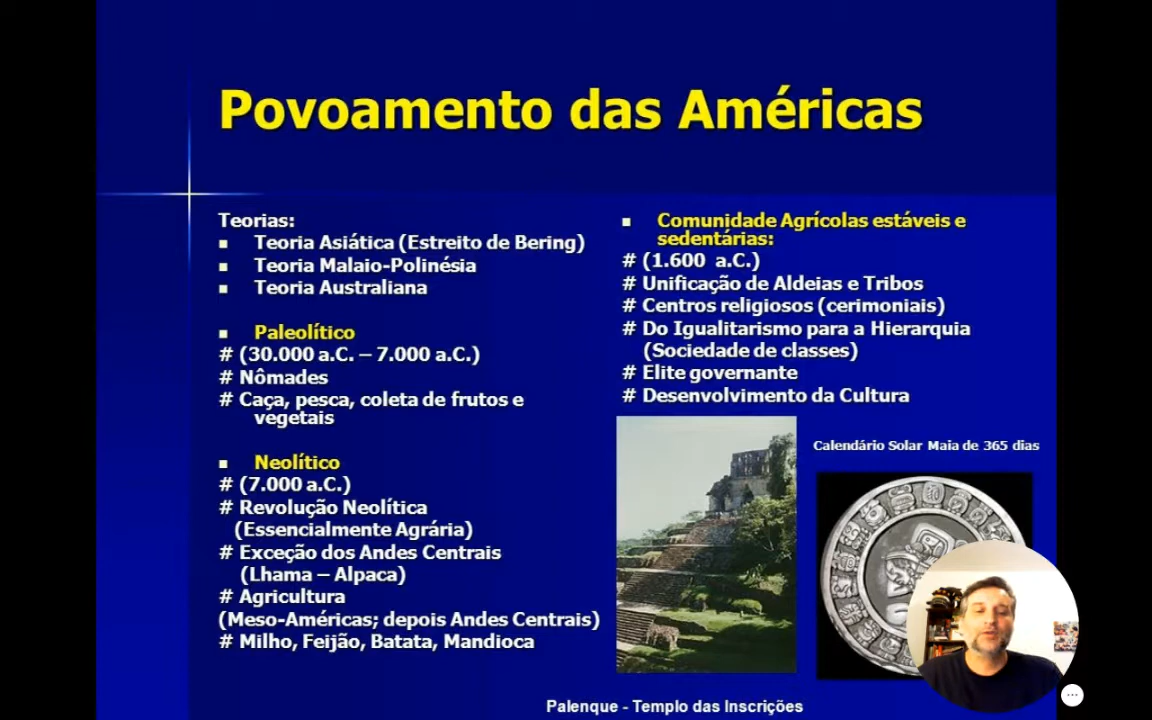 Povoamento das Américas
Teorias:
Teoria Asiática (Estreito de Bering)
Teoria Malaio-Polinésia
Teoria Australiana
Paleolítico
# (30.000 a.C. – 7.000 a.C.)
# Nômades
# Caça, pesca, coleta de frutos e
vegetais
Neolítico
# (7.000 a.C.)
# Revolução Neolítica
(Essencialmente Agrária)
# Exceção dos Andes Centrais
(Lhama – Alpaca)
# Agricultura
(Meso-Américas; depois Andes Centrais)
# Milho, Feijão, Batata, Mandioca
Comunidade Agrícolas estáveis e
sedentárias:
# (1.600 a.C.)
# Unificação de Aldeias e Tribos
# Centros religiosos (cerimoniais)
# Do Igualitarismo para a Hierarquia
(Sociedade de classes)
# Elite governante
# Desenvolvimento da Cultura
Calendário Solar Maia de 365 dias
Palenque - Templo das Inscrições